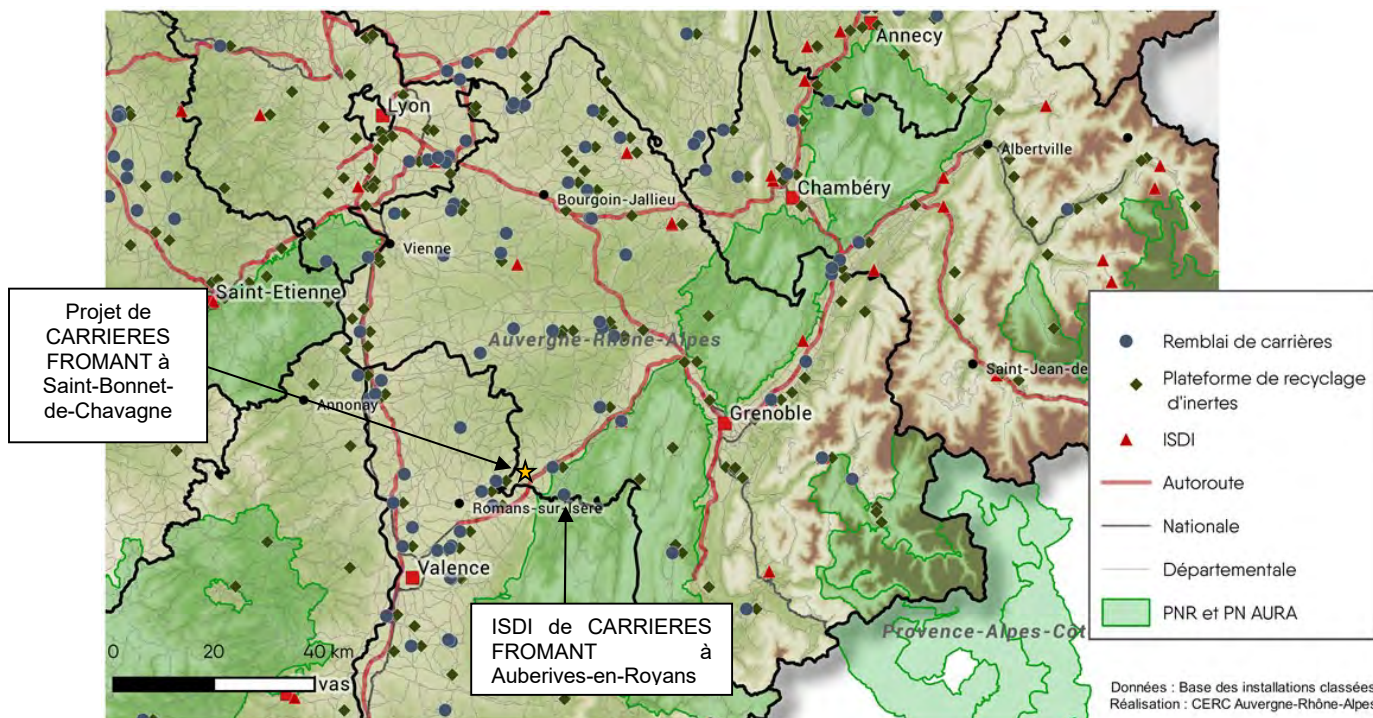 Annecy
Lyon
Albertville
Chambéry
Bourgoin-Jallieu
Vienne
Saint-Etienne
Projet de
CARRIERES
FROMANT à
Saint-Bonnet-
de-Chavagne
Auvergne-Rhône-Alpes
Saint-Jean-de
Annonay
Grenoble
Romans-sur-Isère
Valence
ISDI de CARRIERES
FROMANT à
Auberives-en-Royans
Provence-Alpes-Côt
0 20 40 km
vas
Remblai de carrières
Plateforme de recyclage
d'inertes
ISDI
Autoroute
Nationale
Départementale
PNR et PN AURA
Données : Base des installations classées
Réalisation : CERC Auvergne-Rhône-Alpes